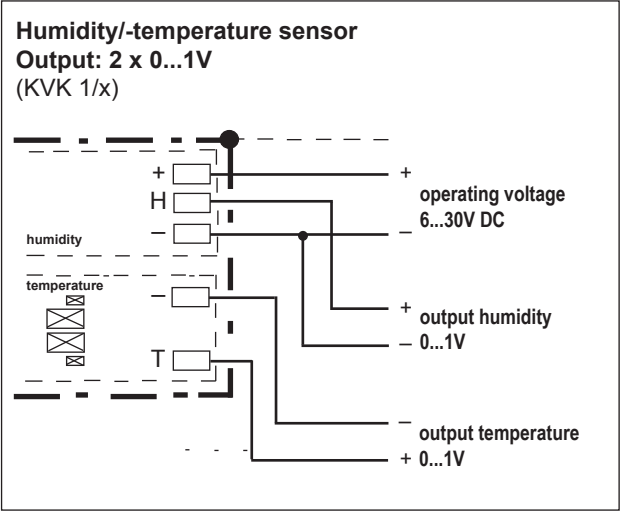 Humidity/-temperature sensor
Output: 2 x 0...1V
(KVK 1/x)
+ +
operating voltage
H
6...30V DC
– –
humidity
temperature
–
+
output humidity
– 0...1V
T
–
output temperature
+ 0...1V